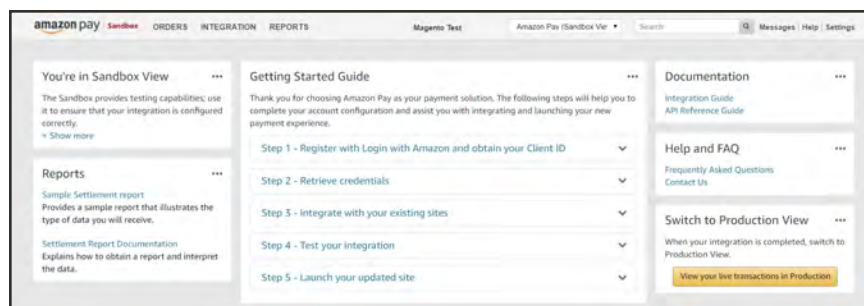 amazon pay Sandbox ORDERS INTEGRATION REPORTS Magento Test Amazon Pay (Sandbox Vie Search Messages | Help | Settings
You're in Sandbox View ...
The Sandbox provides testing capabilities; use
it to ensure that your integration is configured
correctly.
+ Show more
Reports ...
Sample Settlement report
Provides a sample report that illustrates the
type of data you will receive.
Settlement Report Documentation
Explains how to obtain a report and interpret
the data.
Getting Started Guide ...
Thank you for choosing Amazon Pay as your payment solution. The following steps will help you to
complete your account configuration and assist you with integrating and launching your new
payment experience.
Step 1 - Register with Login with Amazon and obtain your Client ID
Step 2 - Retrieve credentials
Step 3 - Integrate with your existing sites
Step 4 - Test your integration
Step 5 - Launch your updated site
Documentation ...
Integration Guide
API Reference Guide
Help and FAQ ...
Frequently Asked Questions
Contact Us
Switch to Production View ...
When your integration is completed, switch to
Production View.
View your live transactions in Production